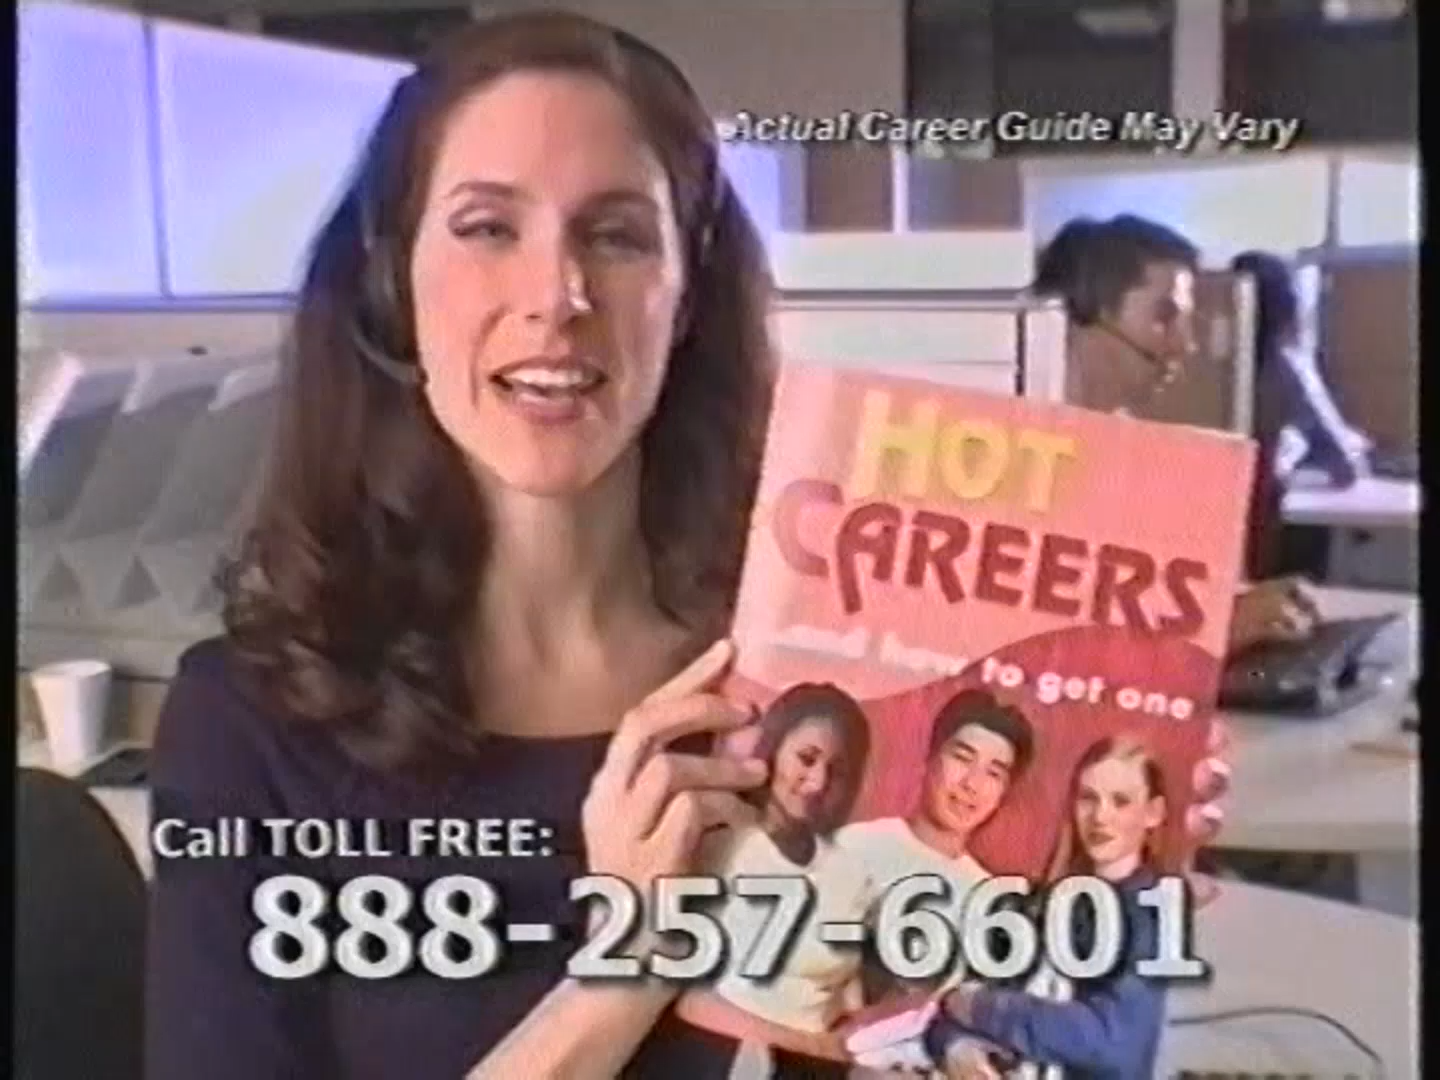 Actual Career Guide May Vary
HOT
CAREERS
...and how to get one
Call TOLL FREE:
888-257-6601